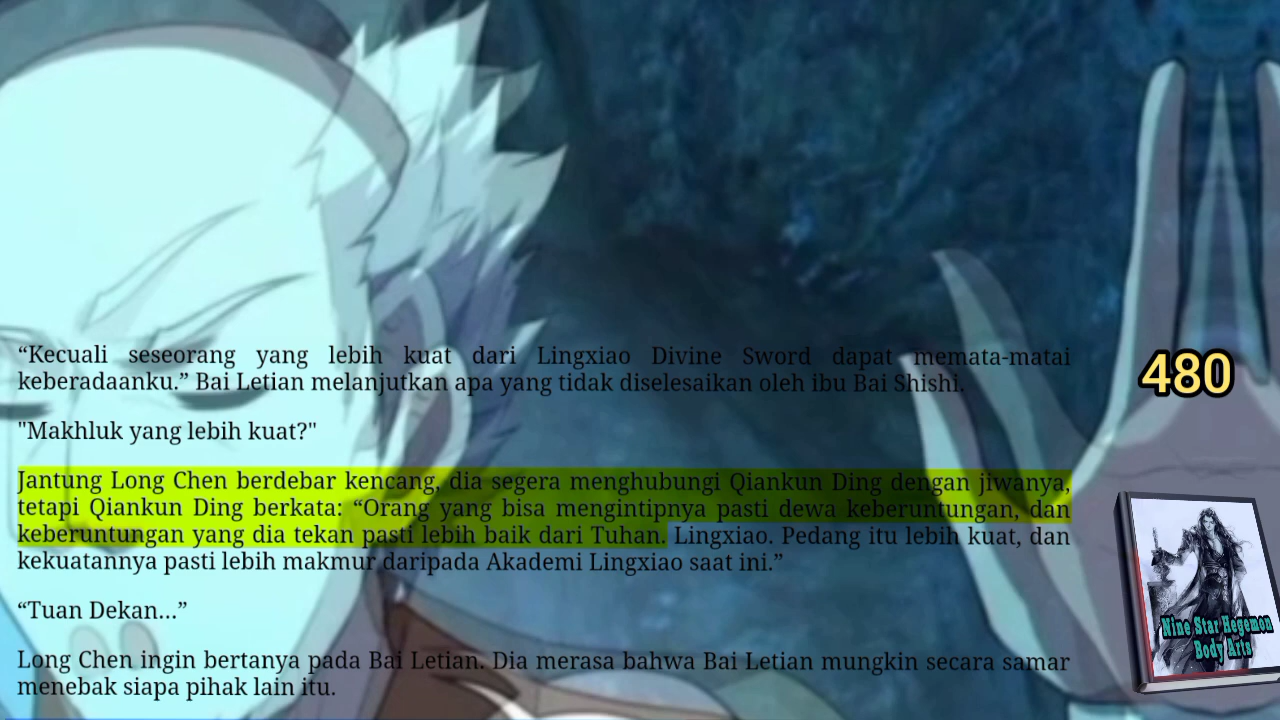 “Kecuali seseorang yang lebih kuat dari Lingxiao Divine Sword dapat memata-matai
keberadaanku.” Bai Letian melanjutkan apa yang tidak diselesaikan oleh ibu Bai Shishi.
"Makhluk yang lebih kuat?"
Jantung Long Chen berdebar kencang, dia segera menghubungi Qiankun Ding dengan jiwanya,
tetapi Qiankun Ding berkata: “Orang yang bisa mengintipnya pasti dewa keberuntungan, dan
keberuntungan yang dia tekan pasti lebih baik dari Tuhan. Lingxiao. Pedang itu lebih kuat, dan
kekuatannya pasti lebih makmur daripada Akademi Lingxiao saat ini.”
“Tuan Dekan...”
Long Chen ingin bertanya pada Bai Letian. Dia merasa bahwa Bai Letian mungkin secara samar
menebak siapa pihak lain itu.
480
Nine Star Hegemon
Body Arts